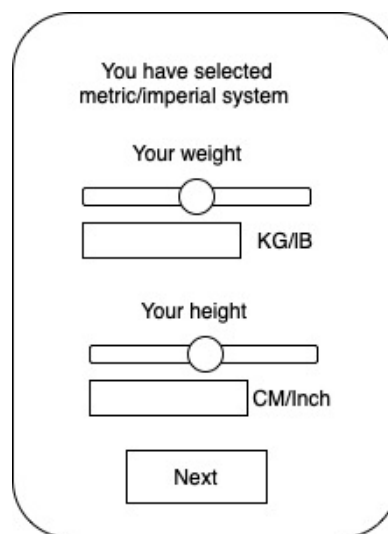 You have selected
metric/imperial system
Your weight
KG/IB
Your height
CM/Inch
Next